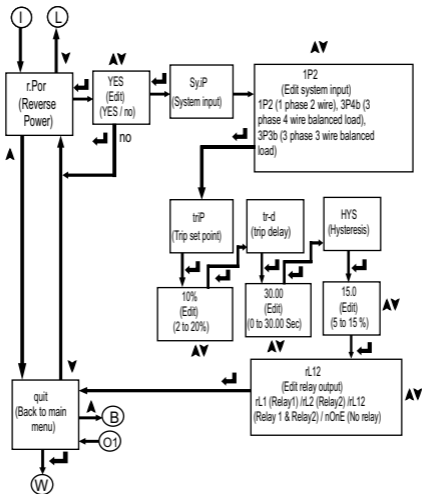 I
L
r.Por
(Reverse
Power)
YES
(Edit)
(YES / no)
no
Sy.iP
(System input)
1P2
(Edit system input)
1P2 (1 phase 2 wire), 3P4b (3
phase 4 wire balanced load),
3P3b (3 phase 3 wire balanced
load)
triP
(Trip set point)
tr-d
(trip delay)
HYS
(Hysteresis)
10%
(Edit)
(2 to 20%)
30.00
(Edit)
(0 to 30.00 Sec)
15.0
(Edit)
(5 to 15 %)
rL12
(Edit relay output)
rL1 (Relay1) /rL2 (Relay2) /rL12
(Relay 1 & Relay2) / nOnE (No relay)
quit
(Back to main
menu)
B
O1
W